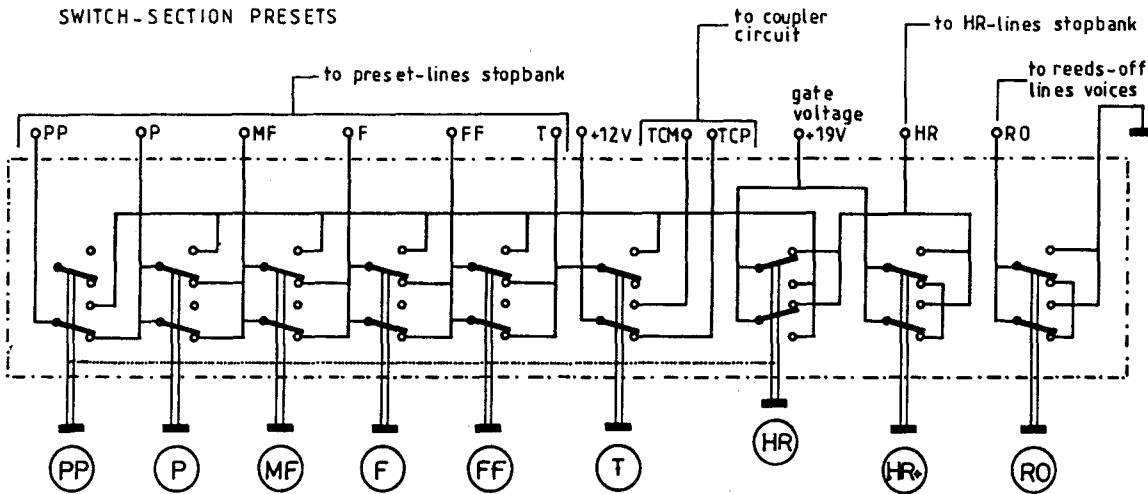 SWITCH-SECTION PRESETS
to coupler
circuit
to HR-lines stopbank
to preset-lines stopbank
to reeds-off
lines voices
gate
voltage
PP P MF F FF T +12V TCM TCP +19V HR RO
PP P MF F FF T HR HR+ RO